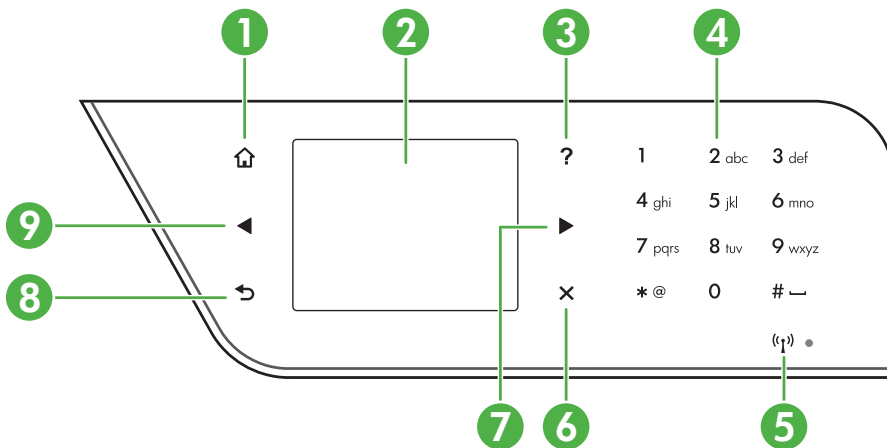 1 2 3 4
? 1 2 abc 3 def
9 4 ghi 5 jkl 6 mno
7 pqrs 8 tuv 9 wxyz
8 * @ 0 #
7 6 5